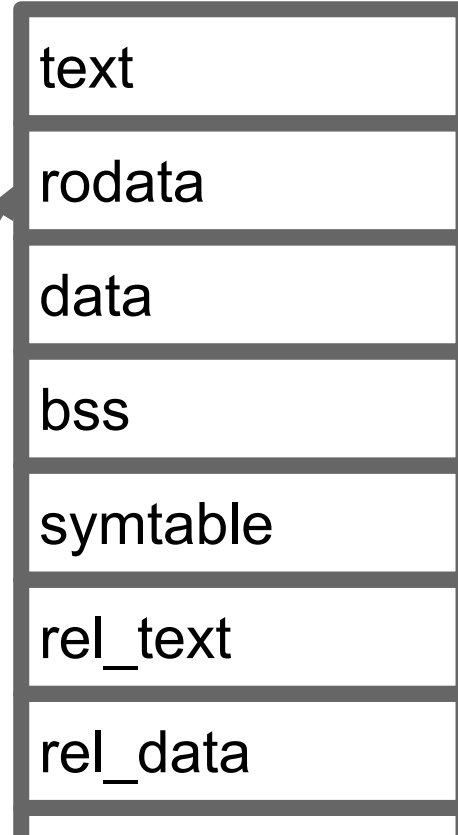 text
rodata
data
bss
symtable
rel_text
rel_data